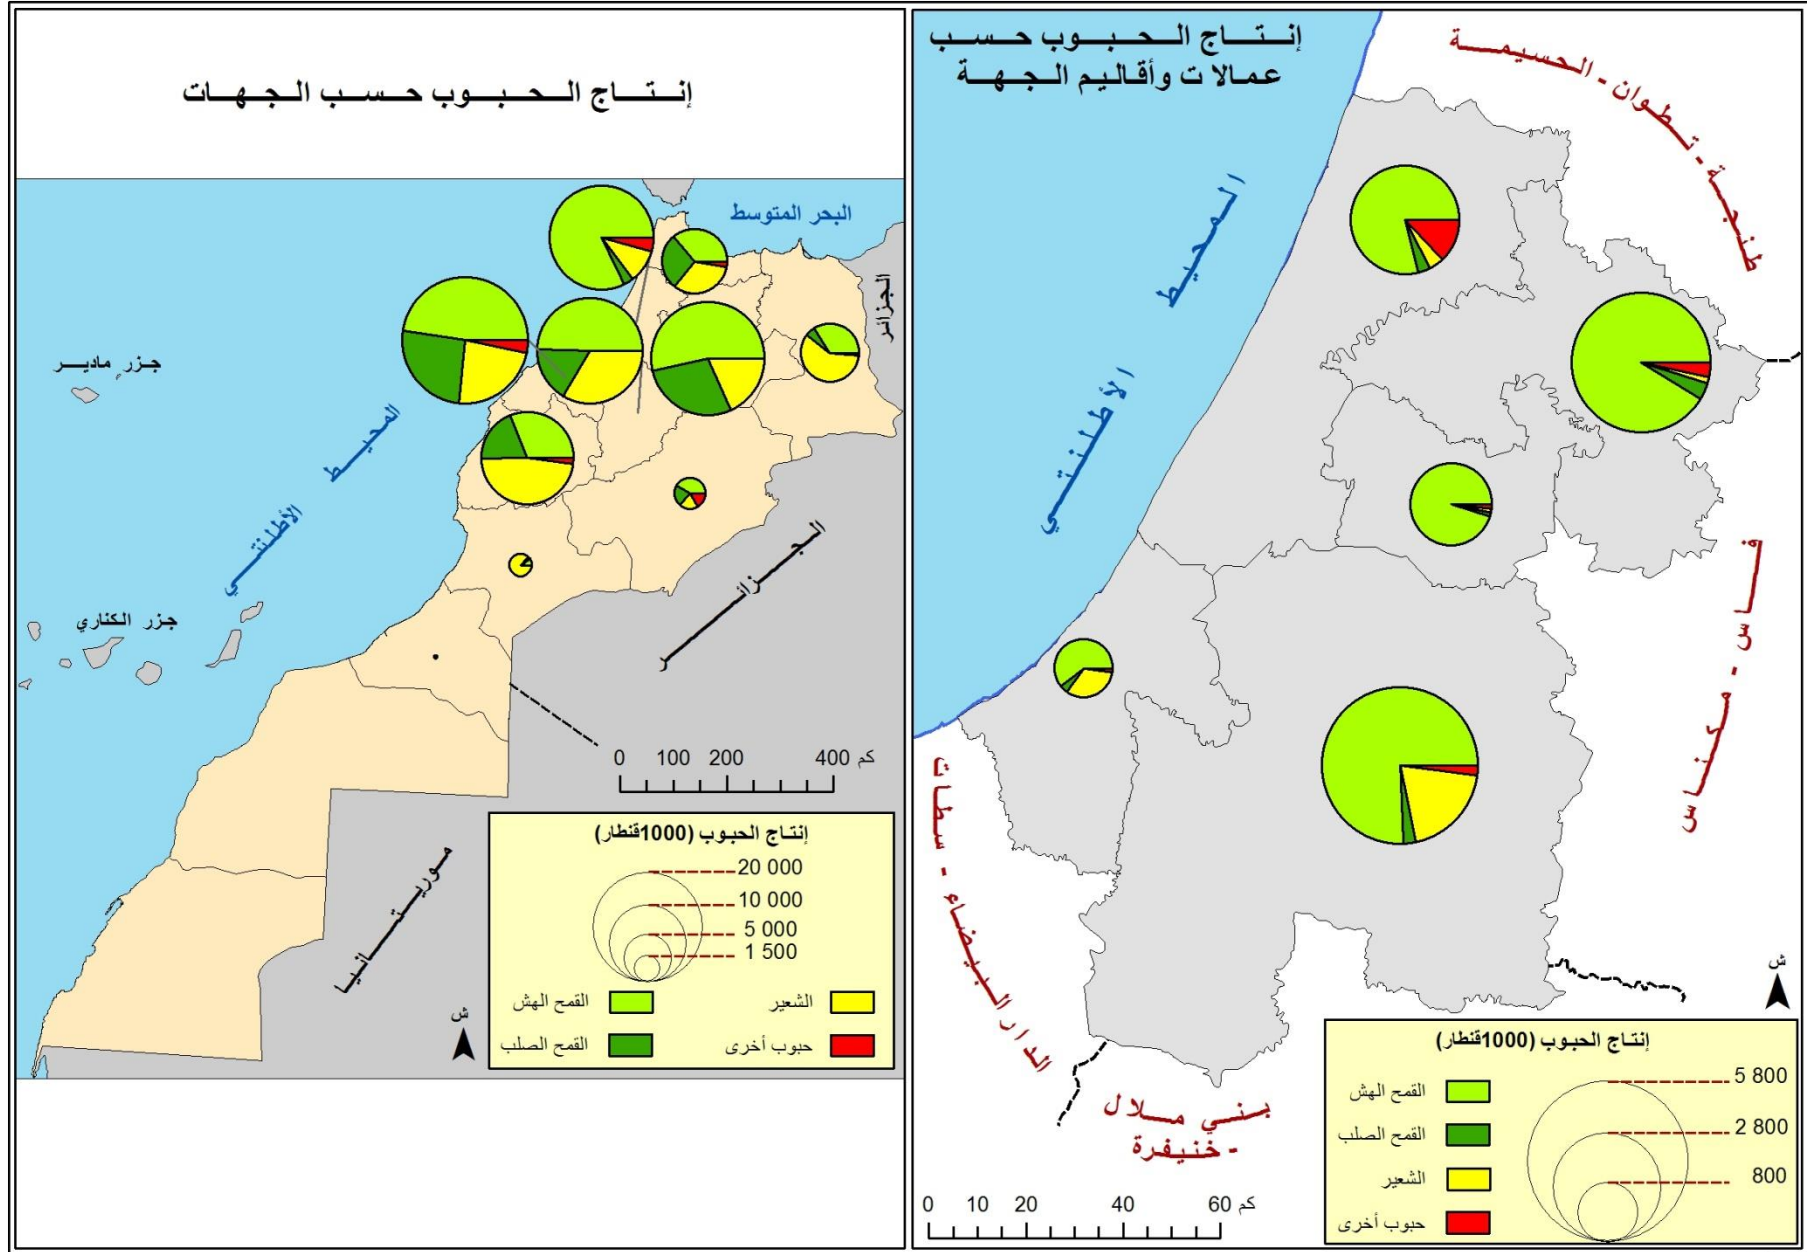 إنتاج الحبوب حسب الجهات
البحر المتوسط
الجزائر
جزر ماديـر
المحيط
الأطلنتي
جزر الكناري
الجزائر
موريتانيا
0 100 200 400 كم
إنتاج الحبوب (1000قنطار)
20 000
10 000
5 000
1 500
القمح الهش
الشعير
القمح الصلب
حبوب أخرى
ش
إنتاج الحبوب حسب
عمالات وأقاليم الجهة
طنجة - تطوان - الحسيمة
المحيط
الأطلنتي
فاس - مكناس
الدار البيضاء - سطات
بني ملال
- خنيفرة
ش
0 10 20 40 60 كم
إنتاج الحبوب (1000قنطار)
5 800
2 800
800
القمح الهش
القمح الصلب
الشعير
حبوب أخرى